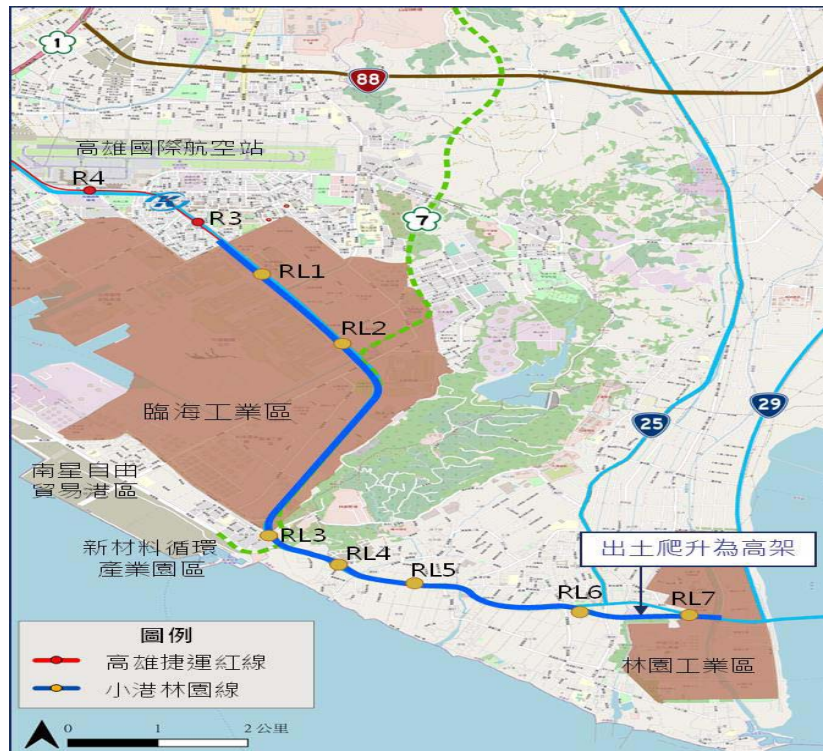 1
88
高雄國際航空站
R4
R3
7
RL1
RL2
臨海工業區
29
25
南星自由
貿易港區
RL3
新材料循環
產業園區
RL4
RL5
出土爬升為高架
RL6
RL7
林園工業區
圖例
高雄捷運紅線
小港林園線
0 1 2 公里